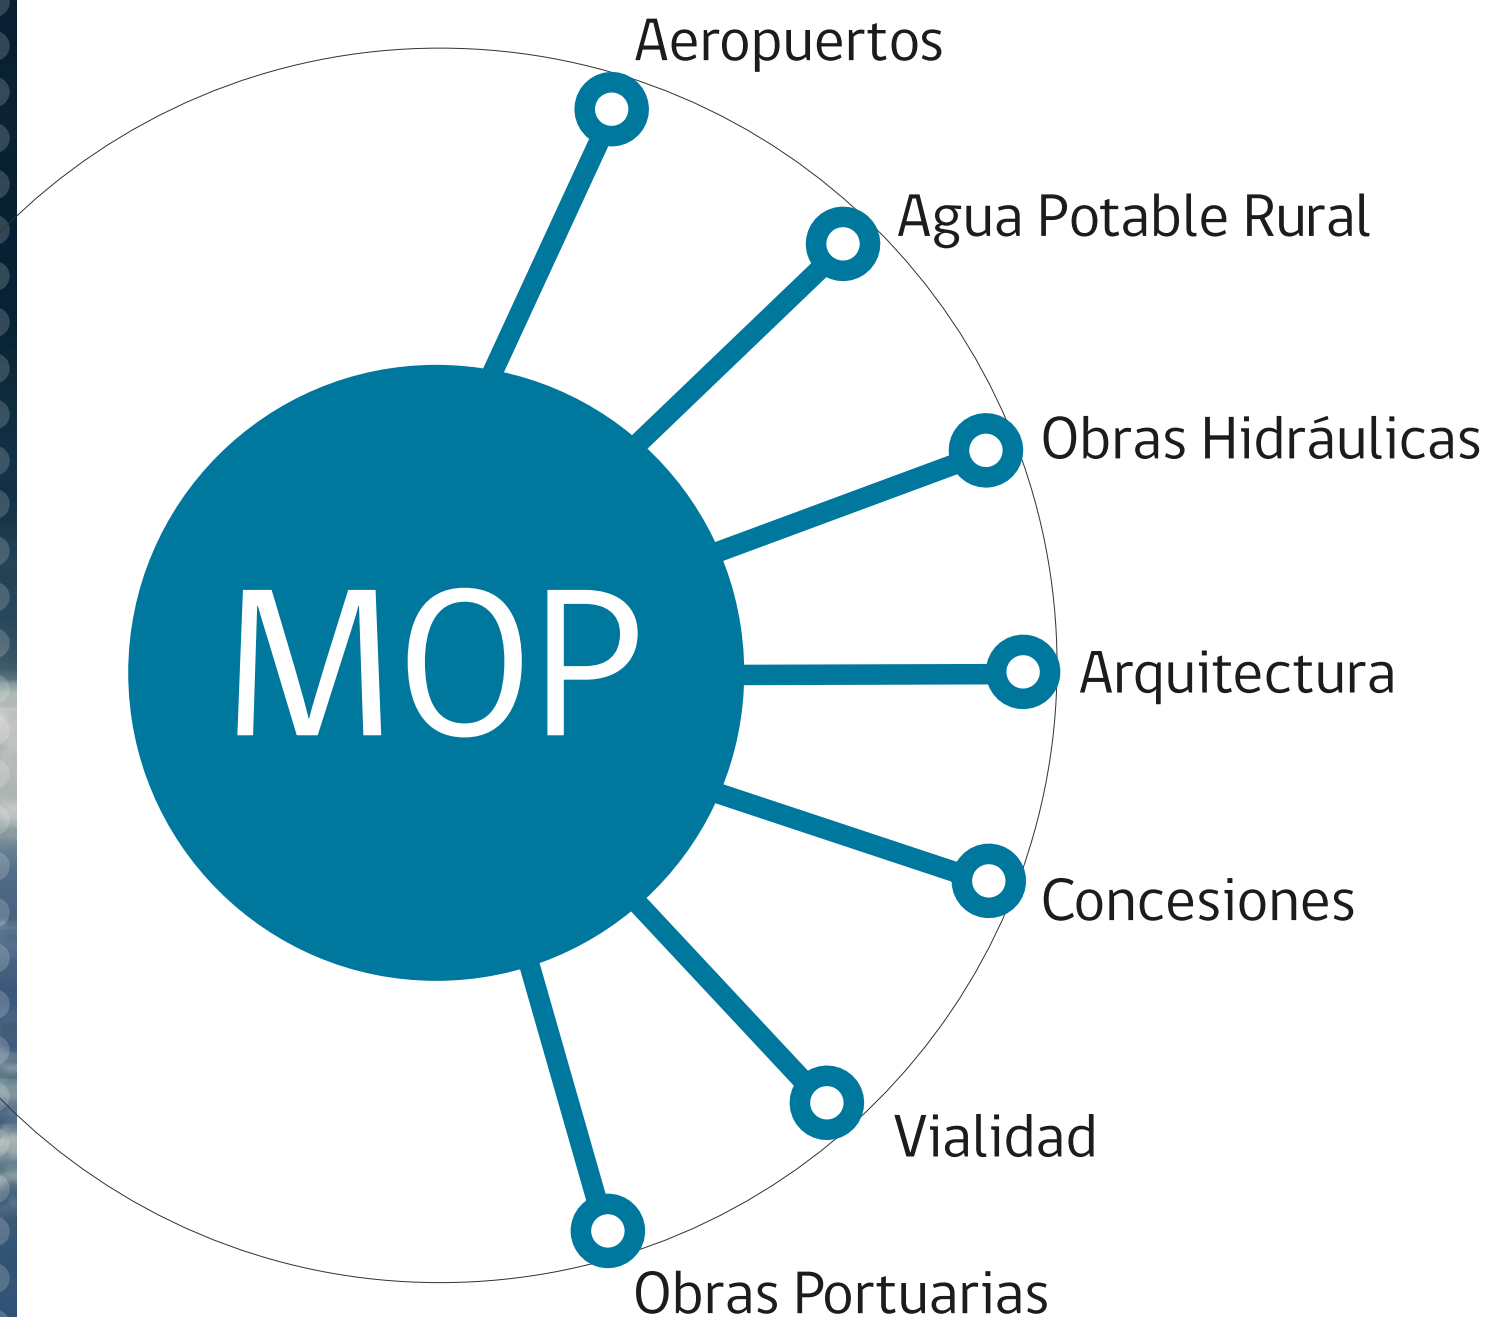 Aeropuertos
Agua Potable Rural
Obras Hidráulicas
MOP
Arquitectura
Concesiones
Vialidad
Obras Portuarias